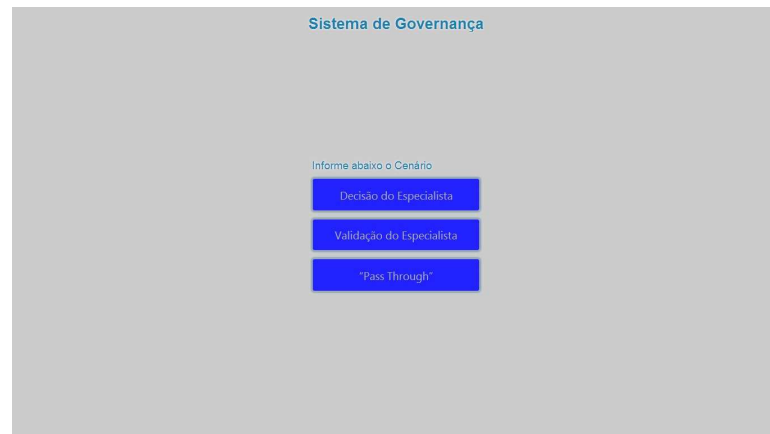 Sistema de Governança
Informe abaixo o Cenário
Decisão do Especialista
Validação do Especialista
"Pass Through"